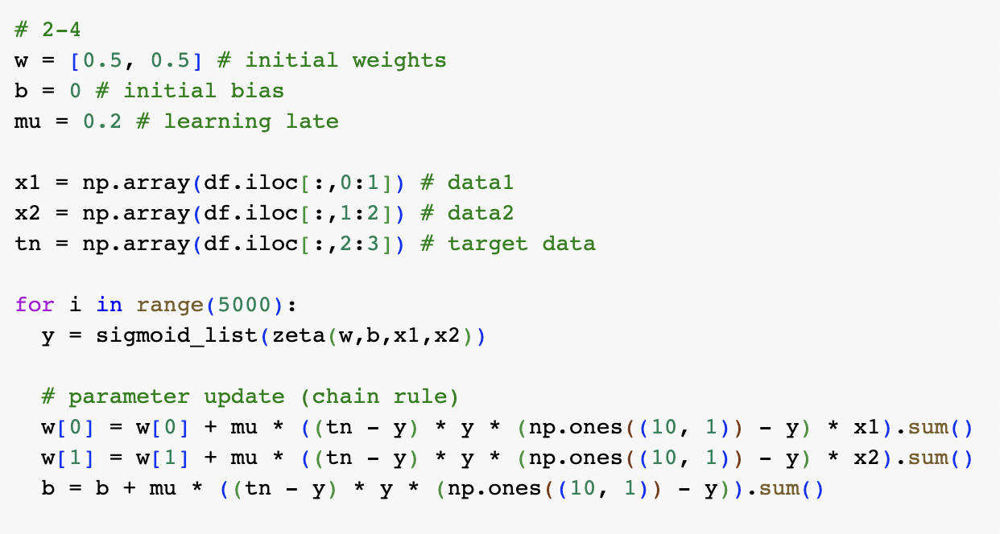 # 2-4
w = [0.5, 0.5] # initial weights
b = 0 # initial bias
mu = 0.2 # learning late
x1 = np.array(df.iloc[:,0:1]) # data1
x2 = np.array(df.iloc[:,1:2]) # data2
tn = np.array(df.iloc[:,2:3]) # target data
for i in range(5000):
  y = sigmoid_list(zeta(w,b,x1,x2))
  # parameter update (chain rule)
  w[0] = w[0] + mu * ((tn - y) * y * (np.ones((10, 1)) - y) * x1).sum()
  w[1] = w[1] + mu * ((tn - y) * y * (np.ones((10, 1)) - y) * x2).sum()
  b = b + mu * ((tn - y) * y * (np.ones((10, 1)) - y)).sum()